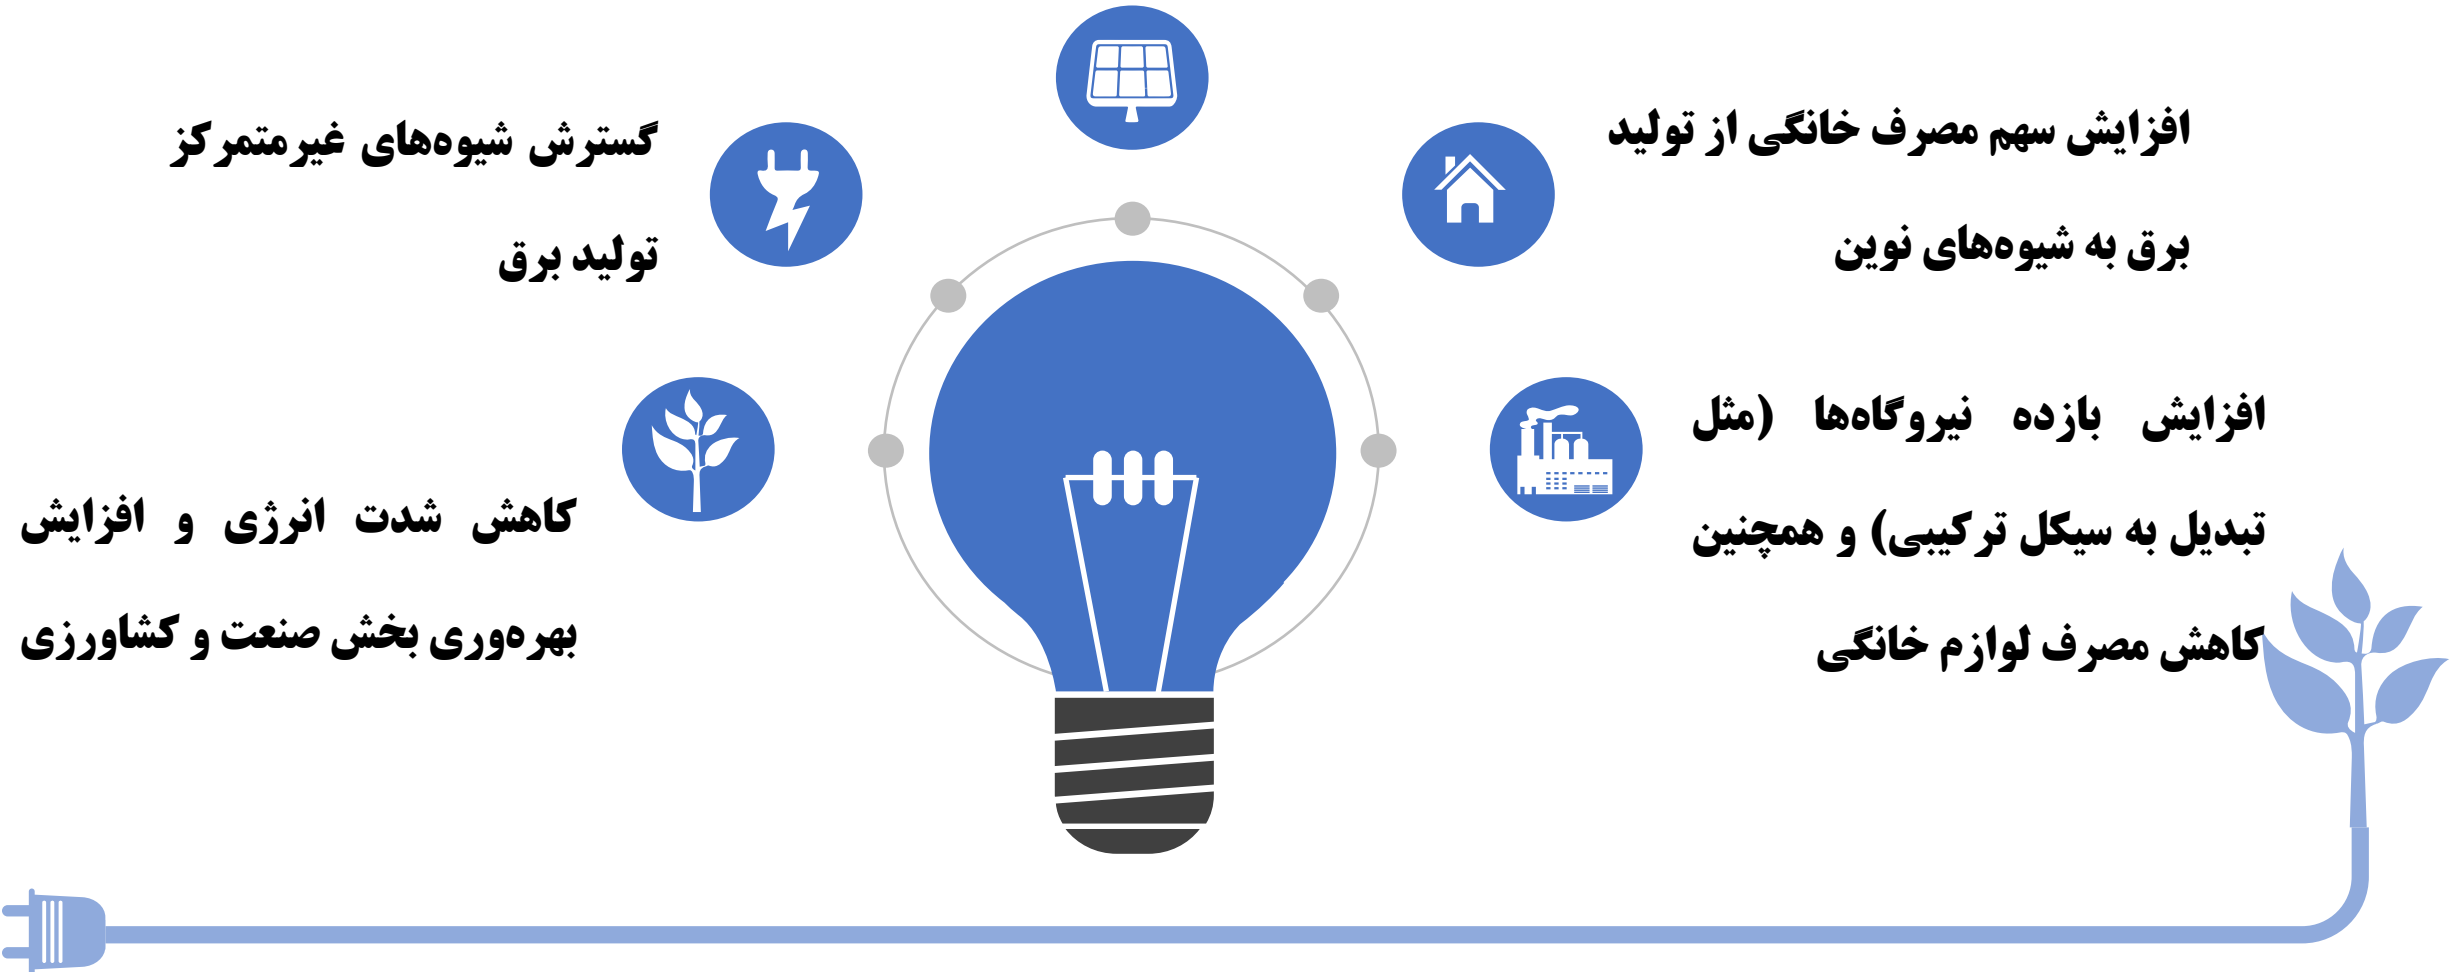 افزایش سهم مصرف خانگی از تولید
برق به شیوه‌های نوین
افزایش بازده نیروگاه‌ها (مثل
تبدیل به سیکل ترکیبی) و همچنین
کاهش مصرف لوازم خانگی
گسترش شیوه‌های غیرمتمرکز
تولید برق
کاهش شدت انرژی و افزایش
بهره‌وری بخش صنعت و کشاورزی